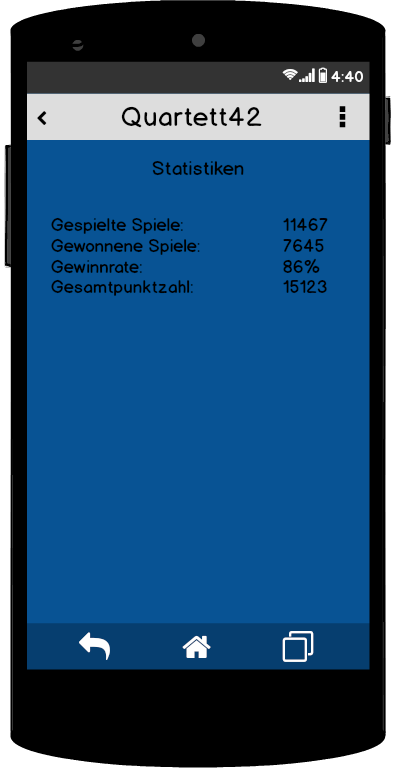 4:40
Quartett42
Statistiken
Gespielte Spiele: 11467
Gewonnene Spiele: 7645
Gewinnrate: 86%
Gesamtpunktzahl: 15123